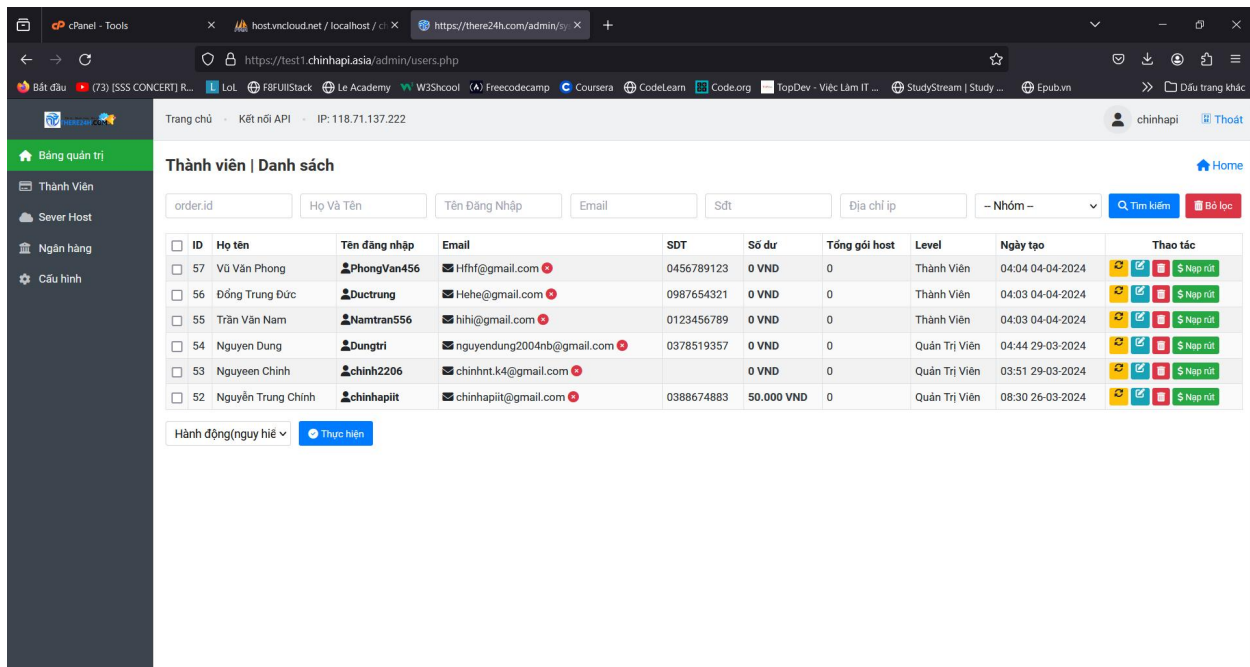 cPanel - Tools
host.vncloud.net / localhost / ch
https://there24h.com/admin/sy
https://test1.chinhapi.asia/admin/users.php
Bắt đầu (73) [SSS CONCERT] R... LoL F8FUllStack Le Academy W3Shcool Freecodecamp Coursera CodeLearn Code.org TopDev - Việc Làm IT ... StudyStream | Study ... Epub.vn Dấu trang khác
Trang chủ Kết nối API IP: 118.71.137.222 chinhapi Thoát
Bảng quản trị
Thành Viên
Sever Host
Ngân hàng
Cấu hình
Thành viên | Danh sách Home
order.id Họ Và Tên Tên Đăng Nhập Email Sđt Địa chỉ ip -- Nhóm -- Tìm kiếm Bỏ lọc
ID Họ tên Tên đăng nhập Email SDT Số dư Tổng gói host Level Ngày tạo Thao tác
57 Vũ Văn Phong PhongVan456 Hfhf@gmail.com 0456789123 0 VND 0 Thành Viên 04:04 04-04-2024 $ Nạp rút
56 Đổng Trung Đức Ductrung Hehe@gmail.com 0987654321 0 VND 0 Thành Viên 04:03 04-04-2024 $ Nạp rút
55 Trần Văn Nam Namtran556 hihi@gmail.com 0123456789 0 VND 0 Thành Viên 04:03 04-04-2024 $ Nạp rút
54 Nguyen Dung Dungtri nguyendung2004nb@gmail.com 0378519357 0 VND 0 Quản Trị Viên 04:44 29-03-2024 $ Nạp rút
53 Nguyeen Chinh chinh2206 chinhnt.k4@gmail.com 0 VND 0 Quản Trị Viên 03:51 29-03-2024 $ Nạp rút
52 Nguyễn Trung Chính chinhapiit chinhapiit@gmail.com 0388674883 50.000 VND 0 Quản Trị Viên 08:30 26-03-2024 $ Nạp rút
Hành động(nguy hiể Thực hiện